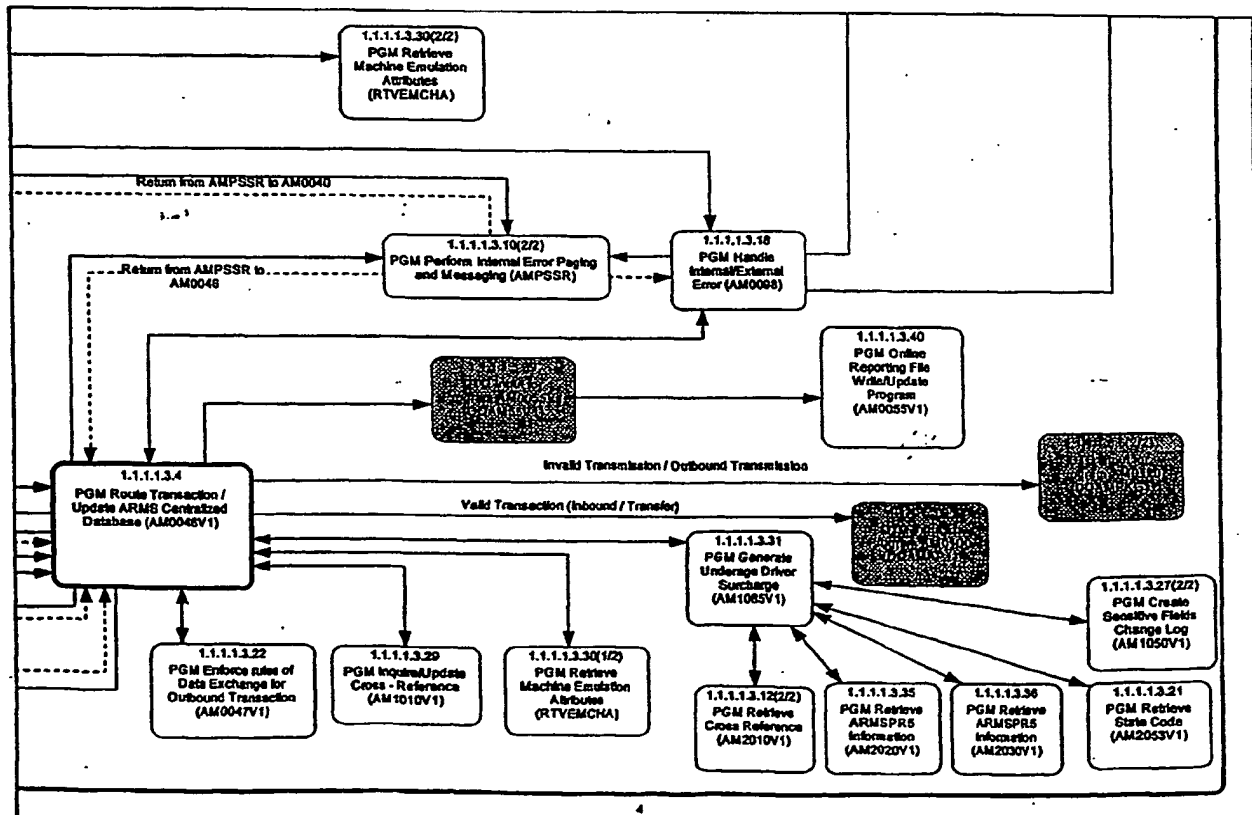 1.1.1.1.3.30(2/2)
PGM Retrieve
Machine Emulation
Attributes
(RTVEMCHA)
Return from AMPSSR to AM0040
1.1.1.1.3.10(2/2)
PGM Perform Internal Error Paging
and Messaging (AMPSSR)
1.1.1.1.3.18
PGM Handle
Internal/External
Error (AM0098)
Return from AMPSSR to
AM0046
1.1.1.1.3.40
PGM Online
Reporting File
Write/Update
Program
(AM0055V1)
1.1.1.1.3.4
PGM Route Transaction /
Update ARMS Centralized
Database (AM0046V1)
Invalid Transmission / Outbound Transmission
Valid Transaction (Inbound / Transfer)
1.1.1.1.3.31
PGM Generate
Underage Driver
Surcharge
(AM1065V1)
1.1.1.1.3.27(2/2)
PGM Create
Sensitive Fields
Change Log
(AM1050V1)
1.1.1.1.3.22
PGM Enforce rules of
Data Exchange for
Outbound Transaction
(AM0047V1)
1.1.1.1.3.29
PGM Inquire/Update
Cross - Reference
(AM1010V1)
1.1.1.1.3.30(1/2)
PGM Retrieve
Machine Emulation
Attributes
(RTVEMCHA)
1.1.1.1.3.12(2/2)
PGM Retrieve
Cross Reference
(AM2010V1)
1.1.1.1.3.35
PGM Retrieve
ARMSPR5
Information
(AM2020V1)
1.1.1.1.3.36
PGM Retrieve
ARMSPR5
Information
(AM2030V1)
1.1.1.1.3.21
PGM Retrieve
State Code
(AM2053V1)
4